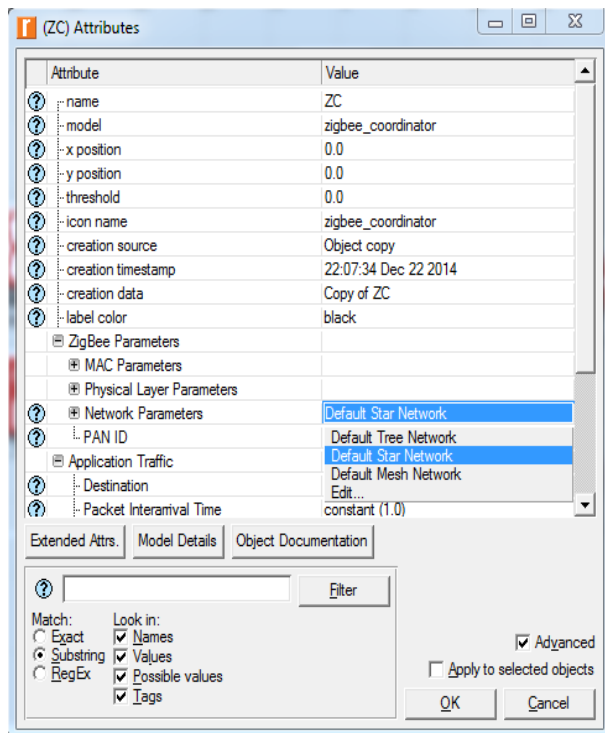 (ZC) Attributes
Attribute Value
name ZC
model zigbee_coordinator
x position 0.0
y position 0.0
threshold 0.0
icon name zigbee_coordinator
creation source Object copy
creation timestamp 22:07:34 Dec 22 2014
creation data Copy of ZC
label color black
ZigBee Parameters
MAC Parameters
Physical Layer Parameters
Network Parameters Default Star Network
PAN ID Default Tree Network
Application Traffic Default Star Network
Destination Default Mesh Network
Edit...
Packet Interarrival Time constant (1.0)
Extended Attrs. Model Details Object Documentation
Filter
Match: Look in:
Exact Names
Substring Values
RegEx Possible values
Tags
Advanced
Apply to selected objects
OK Cancel